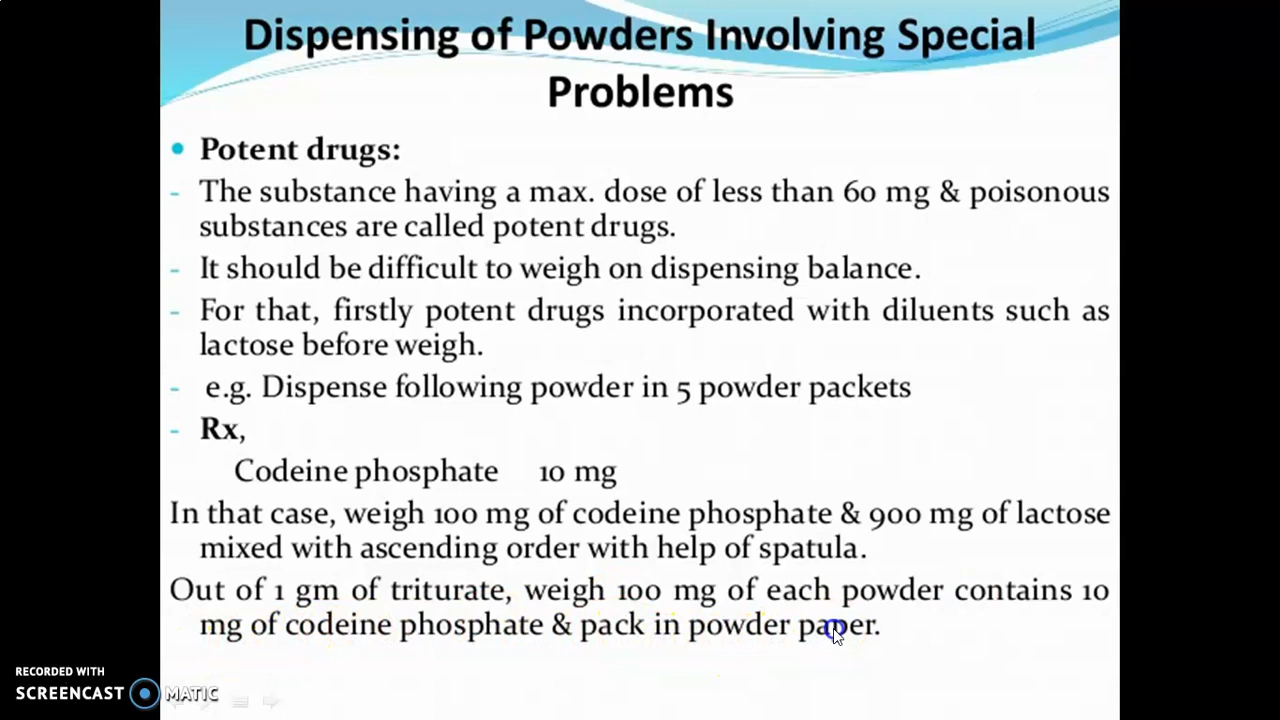 Dispensing of Powders Involving Special
Problems
• Potent drugs:
- The substance having a max. dose of less than 60 mg & poisonous
substances are called potent drugs.
- It should be difficult to weigh on dispensing balance.
- For that, firstly potent drugs incorporated with diluents such as
lactose before weigh.
- e.g. Dispense following powder in 5 powder packets
- Rx,
Codeine phosphate 10 mg
In that case, weigh 100 mg of codeine phosphate & 900 mg of lactose
mixed with ascending order with help of spatula.
Out of 1 gm of triturate, weigh 100 mg of each powder contains 10
mg of codeine phosphate & pack in powder paper.
RECORDED WITH
SCREENCAST MATIC